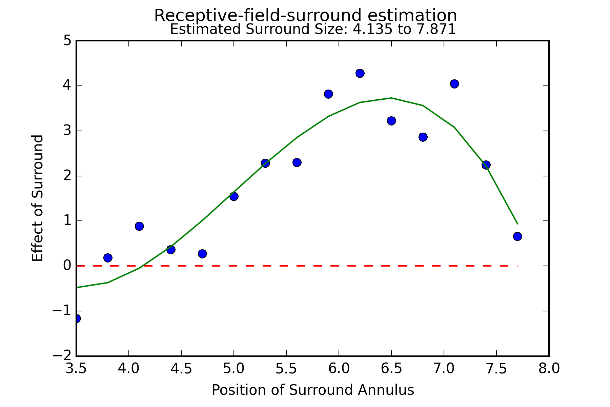 Receptive-field-surround estimation
Estimated Surround Size: 4.135 to 7.871
5
4
3
2
1
0
−1
−2
Effect of Surround
3.5 4.0 4.5 5.0 5.5 6.0 6.5 7.0 7.5 8.0
Position of Surround Annulus